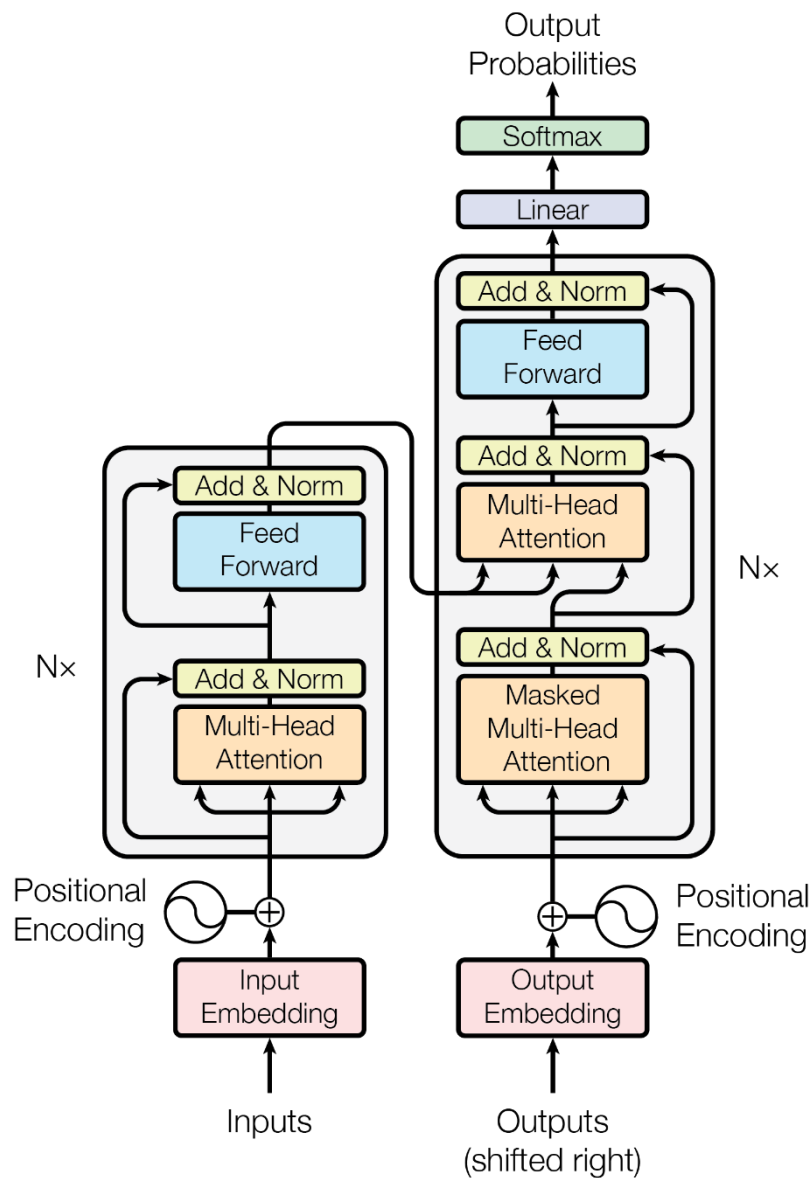 Output
Probabilities
Softmax
Linear
Add & Norm
Feed
Forward
Add & Norm
Multi-Head
Attention
Add & Norm
Masked
Multi-Head
Attention
N×
Add & Norm
Feed
Forward
Add & Norm
Multi-Head
Attention
N×
Positional
Encoding
Positional
Encoding
Input
Embedding
Output
Embedding
Inputs
Outputs
(shifted right)